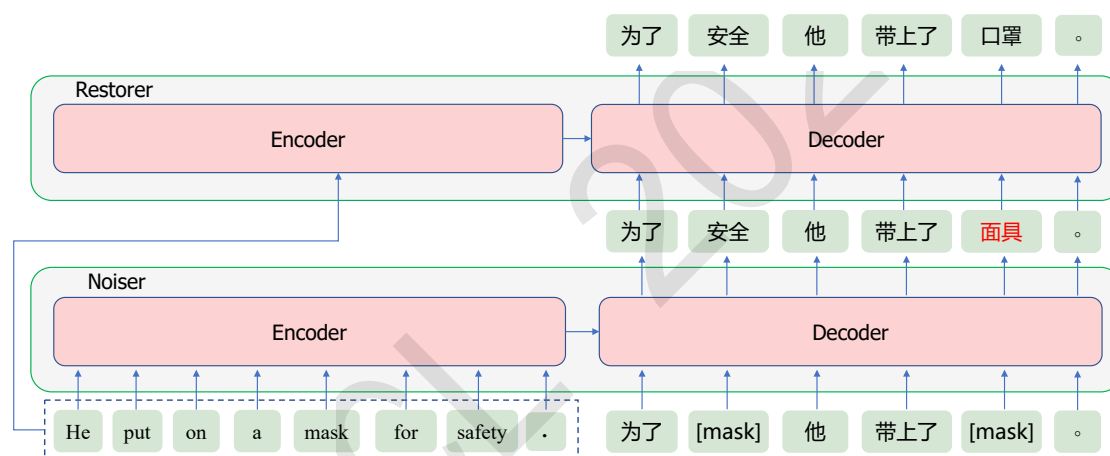 为了 安全 他 带上了 口罩 。
Restorer
Encoder Decoder
为了 安全 他 带上了 面具 。
Noiser
Encoder Decoder
He put on a mask for safety .
为了 [mask] 他 带上了 [mask] 。